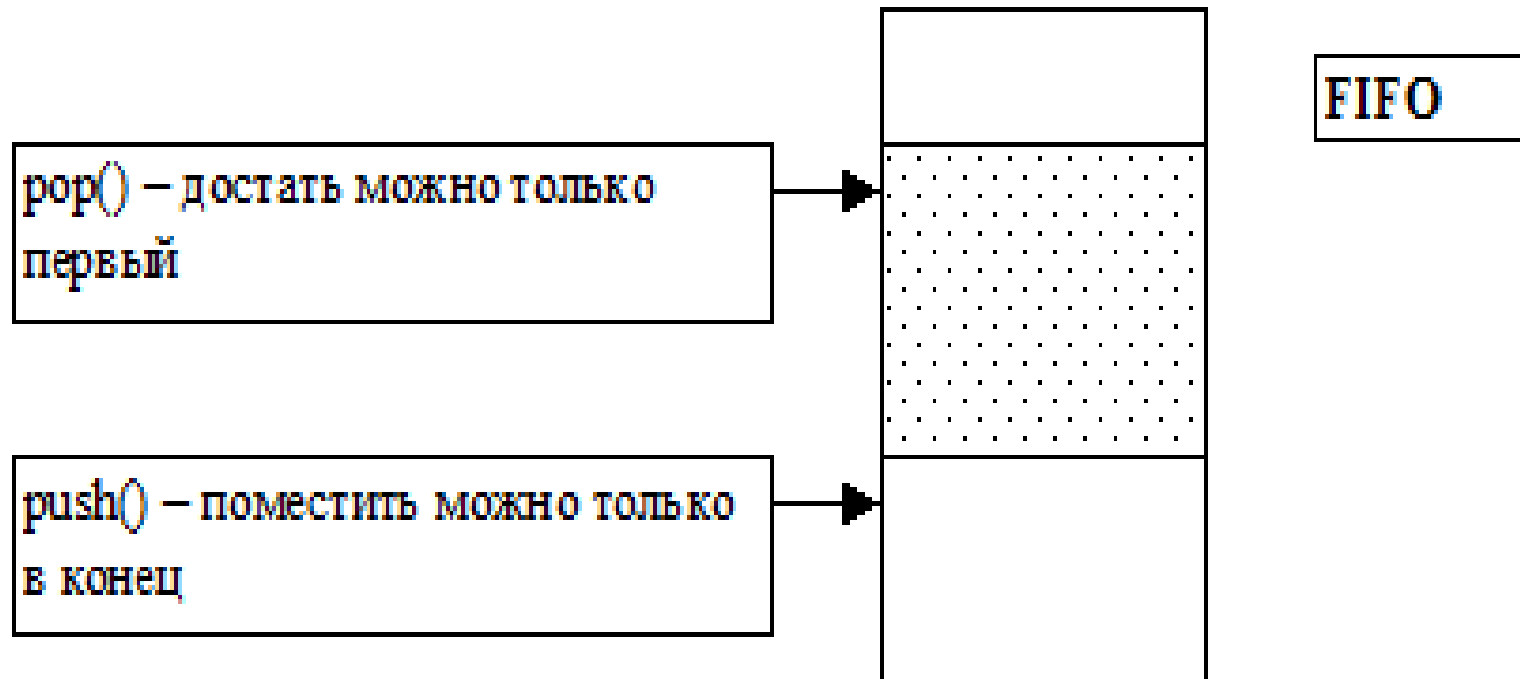 FIFO
pop() – достать можно только
первый
push() – поместить можно только
в конец